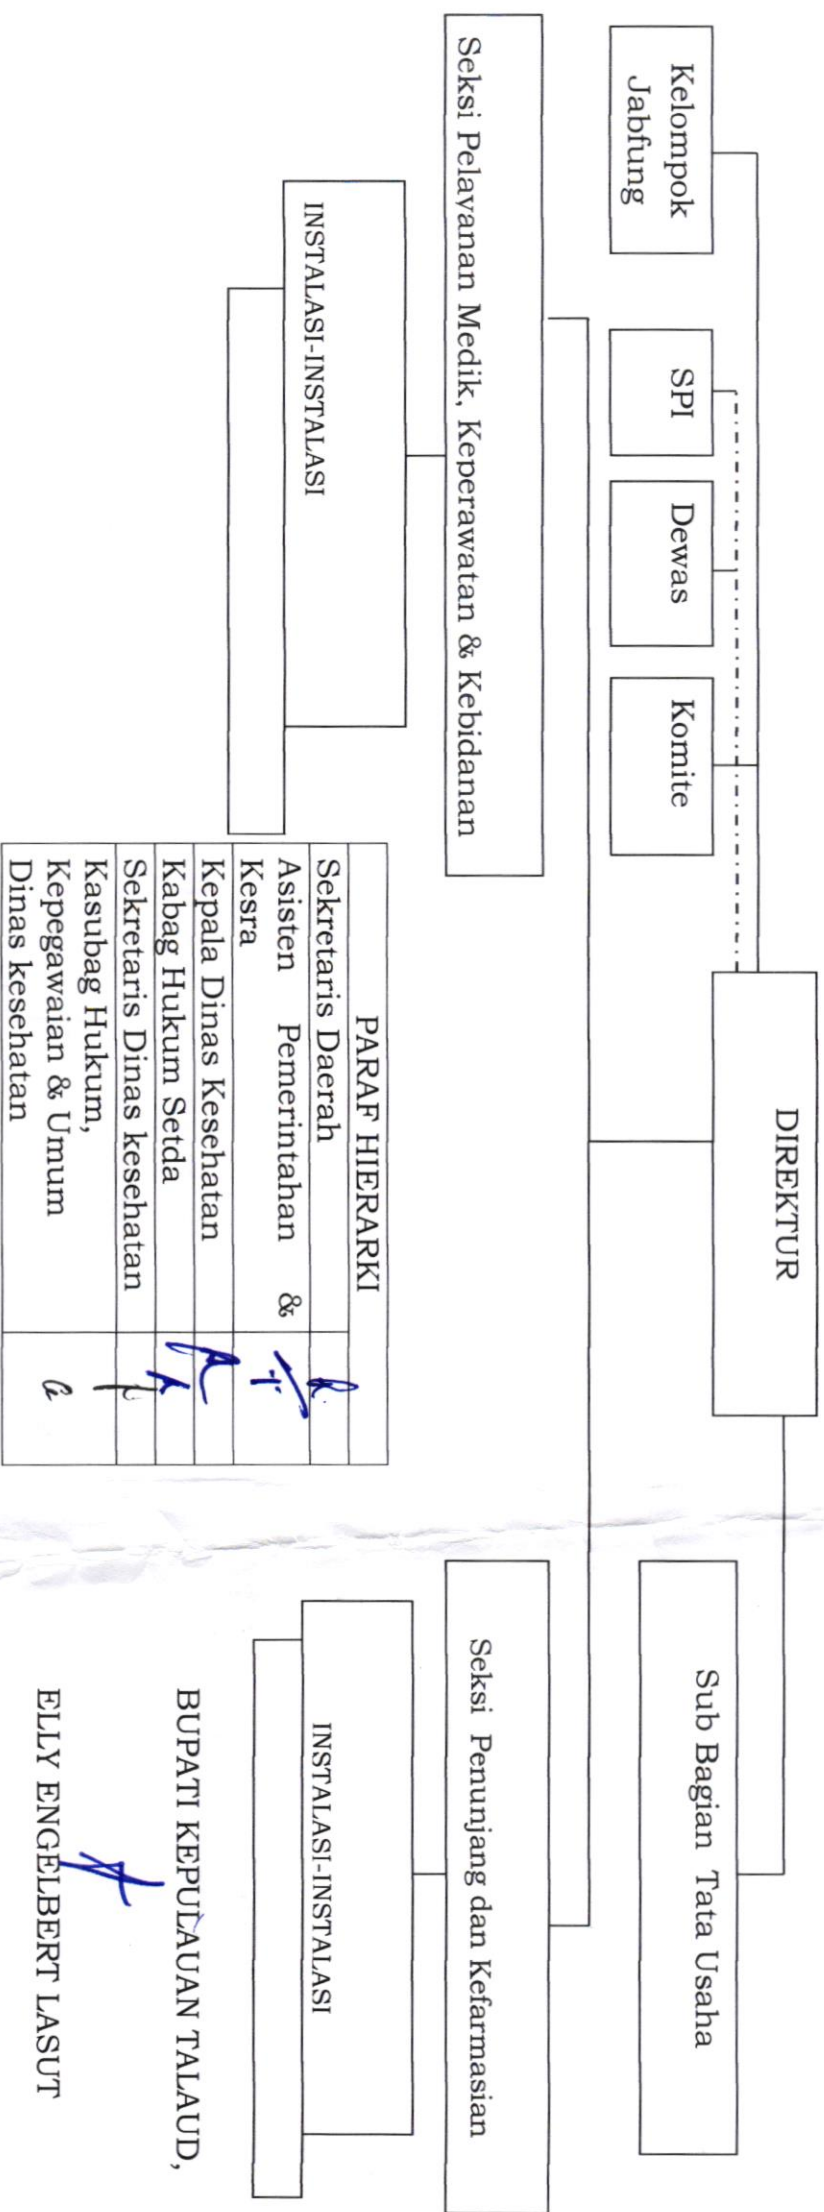 DIREKTUR
Kelompok
Jabfung
SPI
Dewas
Komite
Sub Bagian Tata Usaha
Seksi Pelayanan Medik, Keperawatan & Kebidanan
Seksi Penunjang dan Kefarmasian
INSTALASI-INSTALASI
INSTALASI-INSTALASI
PARAF HIERARKI
Sekretaris Daerah
Asisten Pemerintahan &
Kesra
Kepala Dinas Kesehatan
Kabag Hukum Setda
Sekretaris Dinas kesehatan
Kasubag Hukum,
Kepegawaian & Umum
Dinas kesehatan
BUPATI KEPULAUAN TALAUD,
ELLY ENGELBERT LASUT